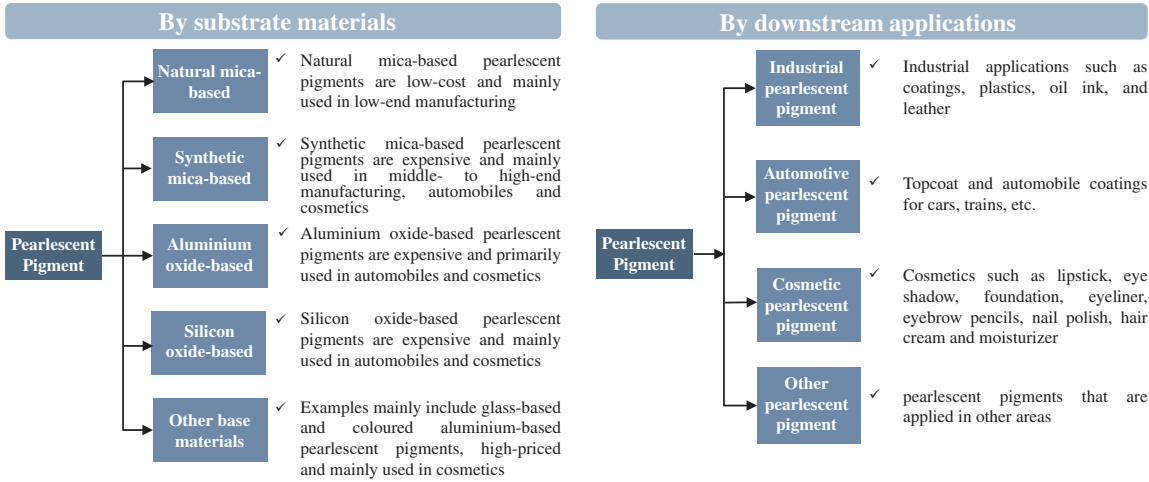 By substrate materials
Pearlescent
Pigment
Natural mica-
based
✓ Natural mica-based pearlescent
pigments are low-cost and mainly
used in low-end manufacturing
Synthetic
mica-based
✓ Synthetic mica-based pearlescent
pigments are expensive and mainly
used in middle- to high-end
manufacturing, automobiles and
cosmetics
Aluminium
oxide-based
✓ Aluminium oxide-based pearlescent
pigments are expensive and primarily
used in automobiles and cosmetics
Silicon
oxide-based
✓ Silicon oxide-based pearlescent
pigments are expensive and mainly
used in automobiles and cosmetics
Other base
materials
✓ Examples mainly include glass-based
and coloured aluminium-based
pearlescent pigments, high-priced
and mainly used in cosmetics
By downstream applications
Pearlescent
Pigment
Industrial
pearlescent
pigment
✓ Industrial applications such as
coatings, plastics, oil ink, and
leather
Automotive
pearlescent
pigment
✓ Topcoat and automobile coatings
for cars, trains, etc.
Cosmetic
pearlescent
pigment
✓ Cosmetics such as lipstick, eye
shadow, foundation, eyeliner,
eyebrow pencils, nail polish, hair
cream and moisturizer
Other
pearlescent
pigment
✓ pearlescent pigments that are
applied in other areas